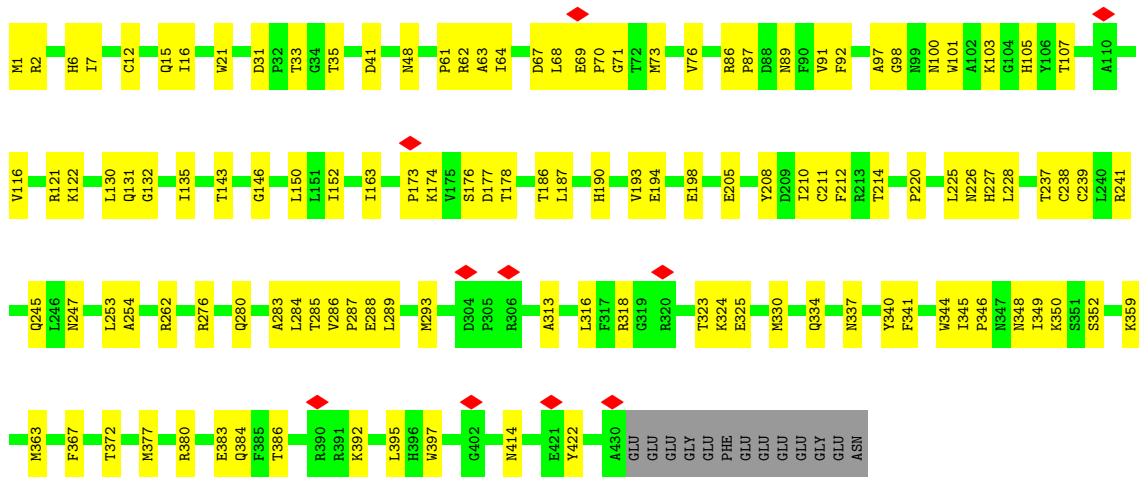 M1 R2 H6 I7 C12 Q15 I16 W21 D31 P32 T33 G34 T35 D41 N48 P61 R62 A63 I64 D67 L68 E69 P70 G71 T72 M73 V76 R86 P87 D88 N89 F90 V91 F92 A97 G98 N99 N100 W101 A102 K103 G104 H105 Y106 T107 A110
V116 R121 K122 L130 Q131 G132 I135 T143 G146 L150 L151 I152 I163 P173 K174 V175 S176 D177 T178 T186 L187 H190 V193 E194 E198 E205 Y208 D209 I210 C211 F212 R213 T214 P220 L225 N226 H227 L228 T237 C238 C239 L240 R241
Q245 L246 N247 L253 A254 R262 R276 Q280 A283 L284 T285 V286 P287 E288 L289 M293 D304 P305 R306 A313 L316 F317 R318 G319 R320 T323 K324 E325 M330 Q334 N337 Y340 F341 W344 I345 P346 N347 N348 I349 K350 S351 S352 K359
M363 F367 T372 M377 R380 E383 Q384 F385 T386 R390 R391 K392 L395 H396 W397 G402 N414 E421 Y422 A430 GLU GLU GLU GLY GLU PHE GLU GLU GLU GLU GLY GLU ASN